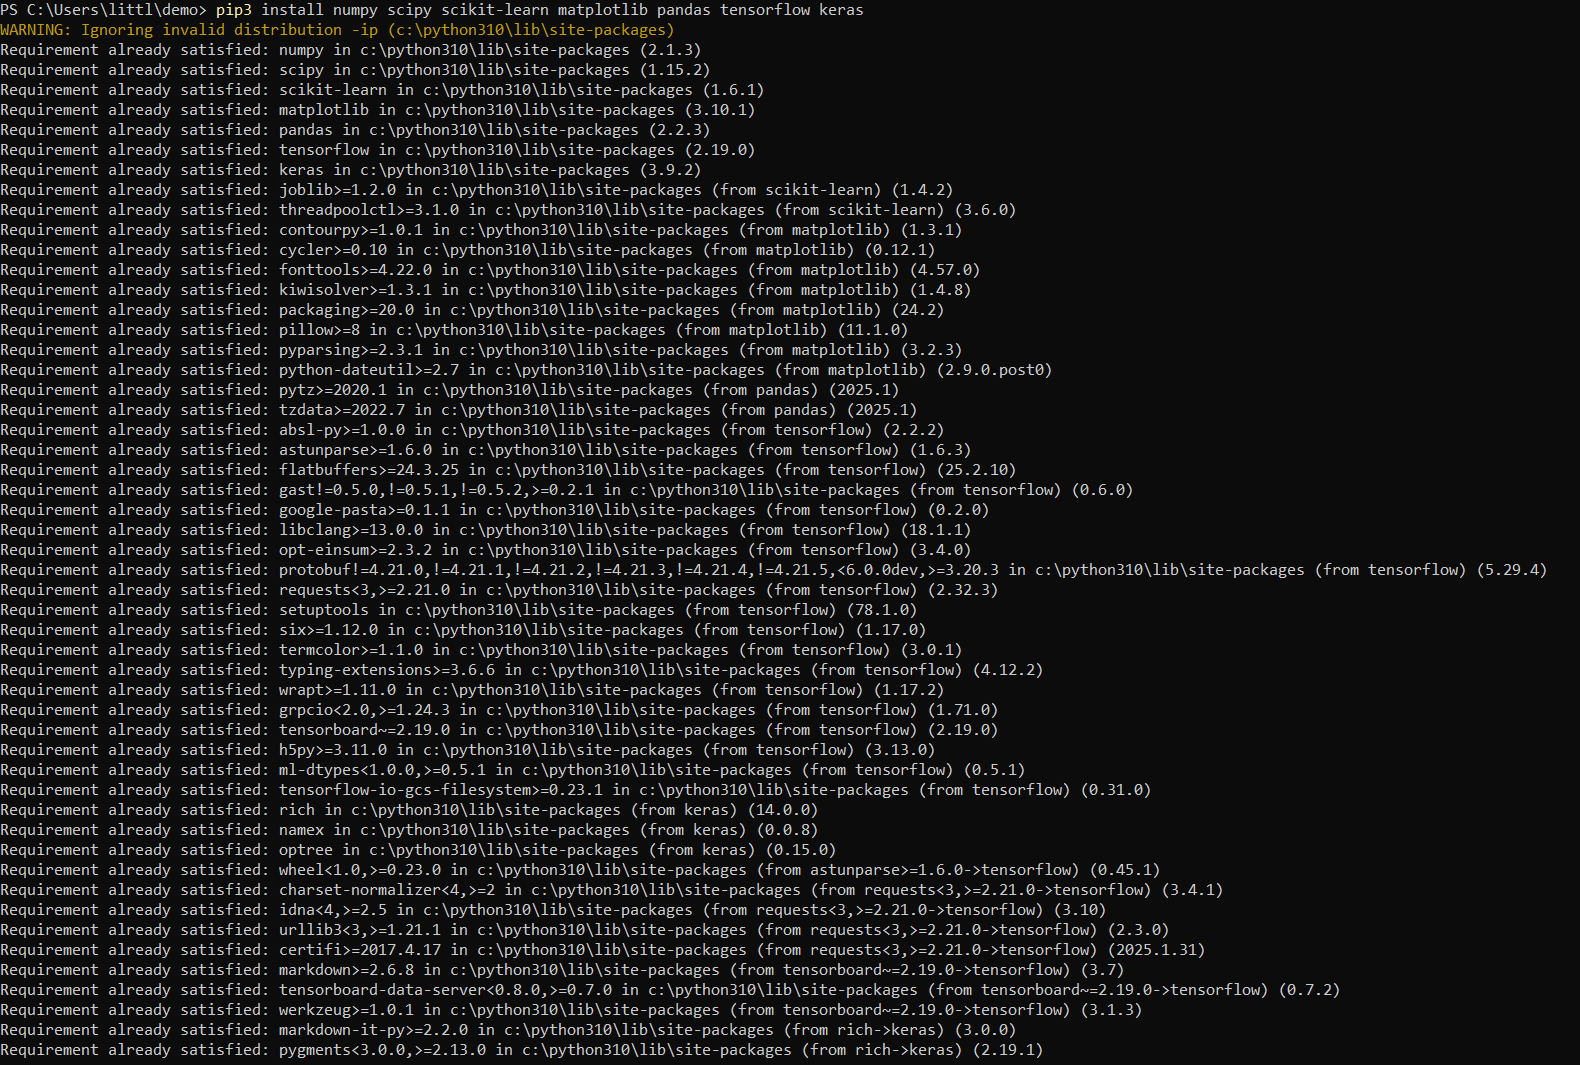 PS C:\Users\littl\demo> pip3 install numpy scipy scikit-learn matplotlib pandas tensorflow keras
WARNING: Ignoring invalid distribution -ip (c:\python310\lib\site-packages)
Requirement already satisfied: numpy in c:\python310\lib\site-packages (2.1.3)
Requirement already satisfied: scipy in c:\python310\lib\site-packages (1.15.2)
Requirement already satisfied: scikit-learn in c:\python310\lib\site-packages (1.6.1)
Requirement already satisfied: matplotlib in c:\python310\lib\site-packages (3.10.1)
Requirement already satisfied: pandas in c:\python310\lib\site-packages (2.2.3)
Requirement already satisfied: tensorflow in c:\python310\lib\site-packages (2.19.0)
Requirement already satisfied: keras in c:\python310\lib\site-packages (3.9.2)
Requirement already satisfied: joblib>=1.2.0 in c:\python310\lib\site-packages (from scikit-learn) (1.4.2)
Requirement already satisfied: threadpoolctl>=3.1.0 in c:\python310\lib\site-packages (from scikit-learn) (3.6.0)
Requirement already satisfied: contourpy>=1.0.1 in c:\python310\lib\site-packages (from matplotlib) (1.3.1)
Requirement already satisfied: cycler>=0.10 in c:\python310\lib\site-packages (from matplotlib) (0.12.1)
Requirement already satisfied: fonttools>=4.22.0 in c:\python310\lib\site-packages (from matplotlib) (4.57.0)
Requirement already satisfied: kiwisolver>=1.3.1 in c:\python310\lib\site-packages (from matplotlib) (1.4.8)
Requirement already satisfied: packaging>=20.0 in c:\python310\lib\site-packages (from matplotlib) (24.2)
Requirement already satisfied: pillow>=8 in c:\python310\lib\site-packages (from matplotlib) (11.1.0)
Requirement already satisfied: pyparsing>=2.3.1 in c:\python310\lib\site-packages (from matplotlib) (3.2.3)
Requirement already satisfied: python-dateutil>=2.7 in c:\python310\lib\site-packages (from matplotlib) (2.9.0.post0)
Requirement already satisfied: pytz>=2020.1 in c:\python310\lib\site-packages (from pandas) (2025.1)
Requirement already satisfied: tzdata>=2022.7 in c:\python310\lib\site-packages (from pandas) (2025.1)
Requirement already satisfied: absl-py>=1.0.0 in c:\python310\lib\site-packages (from tensorflow) (2.2.2)
Requirement already satisfied: astunparse>=1.6.0 in c:\python310\lib\site-packages (from tensorflow) (1.6.3)
Requirement already satisfied: flatbuffers>=24.3.25 in c:\python310\lib\site-packages (from tensorflow) (25.2.10)
Requirement already satisfied: gast!=0.5.0,!=0.5.1,!=0.5.2,>=0.2.1 in c:\python310\lib\site-packages (from tensorflow) (0.6.0)
Requirement already satisfied: google-pasta>=0.1.1 in c:\python310\lib\site-packages (from tensorflow) (0.2.0)
Requirement already satisfied: libclang>=13.0.0 in c:\python310\lib\site-packages (from tensorflow) (18.1.1)
Requirement already satisfied: opt-einsum>=2.3.2 in c:\python310\lib\site-packages (from tensorflow) (3.4.0)
Requirement already satisfied: protobuf!=4.21.0,!=4.21.1,!=4.21.2,!=4.21.3,!=4.21.4,!=4.21.5,<6.0.0dev,>=3.20.3 in c:\python310\lib\site-packages (from tensorflow) (5.29.4)
Requirement already satisfied: requests<3,>=2.21.0 in c:\python310\lib\site-packages (from tensorflow) (2.32.3)
Requirement already satisfied: setuptools in c:\python310\lib\site-packages (from tensorflow) (78.1.0)
Requirement already satisfied: six>=1.12.0 in c:\python310\lib\site-packages (from tensorflow) (1.17.0)
Requirement already satisfied: termcolor>=1.1.0 in c:\python310\lib\site-packages (from tensorflow) (3.0.1)
Requirement already satisfied: typing-extensions>=3.6.6 in c:\python310\lib\site-packages (from tensorflow) (4.12.2)
Requirement already satisfied: wrapt>=1.11.0 in c:\python310\lib\site-packages (from tensorflow) (1.17.2)
Requirement already satisfied: grpcio<2.0,>=1.24.3 in c:\python310\lib\site-packages (from tensorflow) (1.71.0)
Requirement already satisfied: tensorboard~=2.19.0 in c:\python310\lib\site-packages (from tensorflow) (2.19.0)
Requirement already satisfied: h5py>=3.11.0 in c:\python310\lib\site-packages (from tensorflow) (3.13.0)
Requirement already satisfied: ml-dtypes<1.0.0,>=0.5.1 in c:\python310\lib\site-packages (from tensorflow) (0.5.1)
Requirement already satisfied: tensorflow-io-gcs-filesystem>=0.23.1 in c:\python310\lib\site-packages (from tensorflow) (0.31.0)
Requirement already satisfied: rich in c:\python310\lib\site-packages (from keras) (14.0.0)
Requirement already satisfied: namex in c:\python310\lib\site-packages (from keras) (0.0.8)
Requirement already satisfied: optree in c:\python310\lib\site-packages (from keras) (0.15.0)
Requirement already satisfied: wheel<1.0,>=0.23.0 in c:\python310\lib\site-packages (from astunparse>=1.6.0->tensorflow) (0.45.1)
Requirement already satisfied: charset-normalizer<4,>=2 in c:\python310\lib\site-packages (from requests<3,>=2.21.0->tensorflow) (3.4.1)
Requirement already satisfied: idna<4,>=2.5 in c:\python310\lib\site-packages (from requests<3,>=2.21.0->tensorflow) (3.10)
Requirement already satisfied: urllib3<3,>=1.21.1 in c:\python310\lib\site-packages (from requests<3,>=2.21.0->tensorflow) (2.3.0)
Requirement already satisfied: certifi>=2017.4.17 in c:\python310\lib\site-packages (from requests<3,>=2.21.0->tensorflow) (2025.1.31)
Requirement already satisfied: markdown>=2.6.8 in c:\python310\lib\site-packages (from tensorboard~=2.19.0->tensorflow) (3.7)
Requirement already satisfied: tensorboard-data-server<0.8.0,>=0.7.0 in c:\python310\lib\site-packages (from tensorboard~=2.19.0->tensorflow) (0.7.2)
Requirement already satisfied: werkzeug>=1.0.1 in c:\python310\lib\site-packages (from tensorboard~=2.19.0->tensorflow) (3.1.3)
Requirement already satisfied: markdown-it-py>=2.2.0 in c:\python310\lib\site-packages (from rich->keras) (3.0.0)
Requirement already satisfied: pygments<3.0.0,>=2.13.0 in c:\python310\lib\site-packages (from rich->keras) (2.19.1)